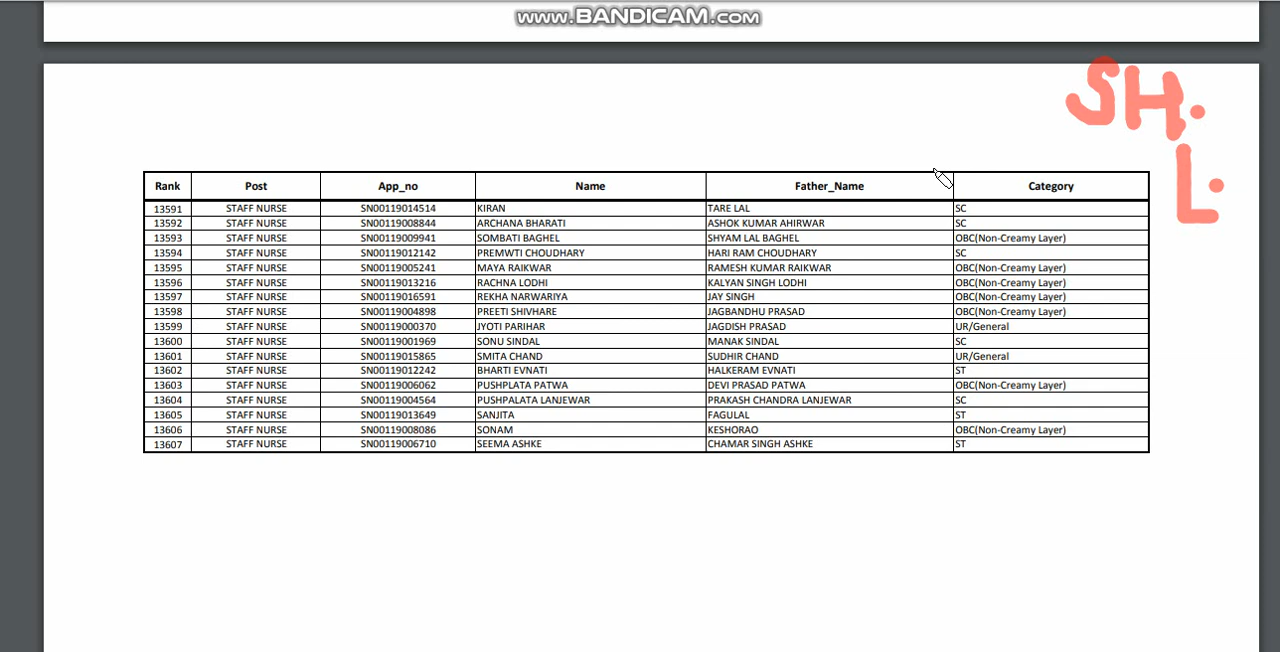 www.BANDICAM.com
SH.
L.
Rank Post App_no Name Father_Name Category
13591 STAFF NURSE SN00119014514 KIRAN TARE LAL SC
13592 STAFF NURSE SN00119008844 ARCHANA BHARATI ASHOK KUMAR AHIRWAR SC
13593 STAFF NURSE SN00119009941 SOMBATI BAGHEL SHYAM LAL BAGHEL OBC(Non-Creamy Layer)
13594 STAFF NURSE SN00119012142 PREMWTI CHOUDHARY HARI RAM CHOUDHARY SC
13595 STAFF NURSE SN00119005241 MAYA RAIKWAR RAMESH KUMAR RAIKWAR OBC(Non-Creamy Layer)
13596 STAFF NURSE SN00119013216 RACHNA LODHI KALYAN SINGH LODHI OBC(Non-Creamy Layer)
13597 STAFF NURSE SN00119016591 REKHA NARWARIYA JAY SINGH OBC(Non-Creamy Layer)
13598 STAFF NURSE SN00119004898 PREETI SHIVHARE JAGBANDHU PRASAD OBC(Non-Creamy Layer)
13599 STAFF NURSE SN00119000370 JYOTI PARIHAR JAGDISH PRASAD UR/General
13600 STAFF NURSE SN00119001969 SONU SINDAL MANAK SINDAL SC
13601 STAFF NURSE SN00119015865 SMITA CHAND SUDHIR CHAND UR/General
13602 STAFF NURSE SN00119012242 BHARTI EVNATI HALKERAM EVNATI ST
13603 STAFF NURSE SN00119006062 PUSHPLATA PATWA DEVI PRASAD PATWA OBC(Non-Creamy Layer)
13604 STAFF NURSE SN00119004564 PUSHPALATA LANJEWAR PRAKASH CHANDRA LANJEWAR SC
13605 STAFF NURSE SN00119013649 SANJITA FAGULAL ST
13606 STAFF NURSE SN00119008086 SONAM KESHORAO OBC(Non-Creamy Layer)
13607 STAFF NURSE SN00119006710 SEEMA ASHKE CHAMAR SINGH ASHKE ST